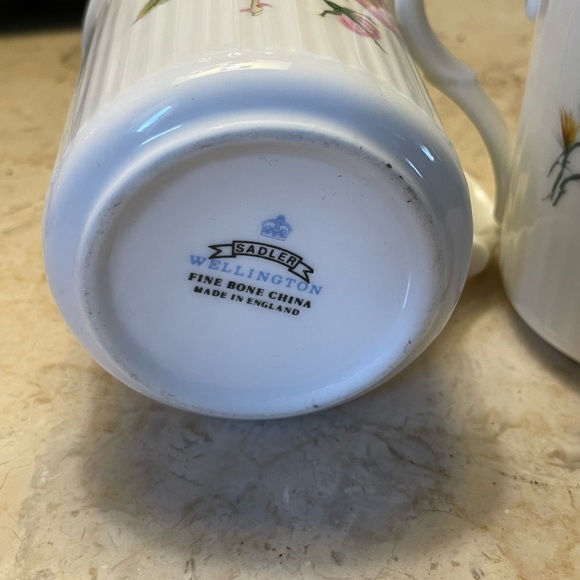 SADLER
WELLINGTON
FINE BONE CHINA
MADE IN ENGLAND